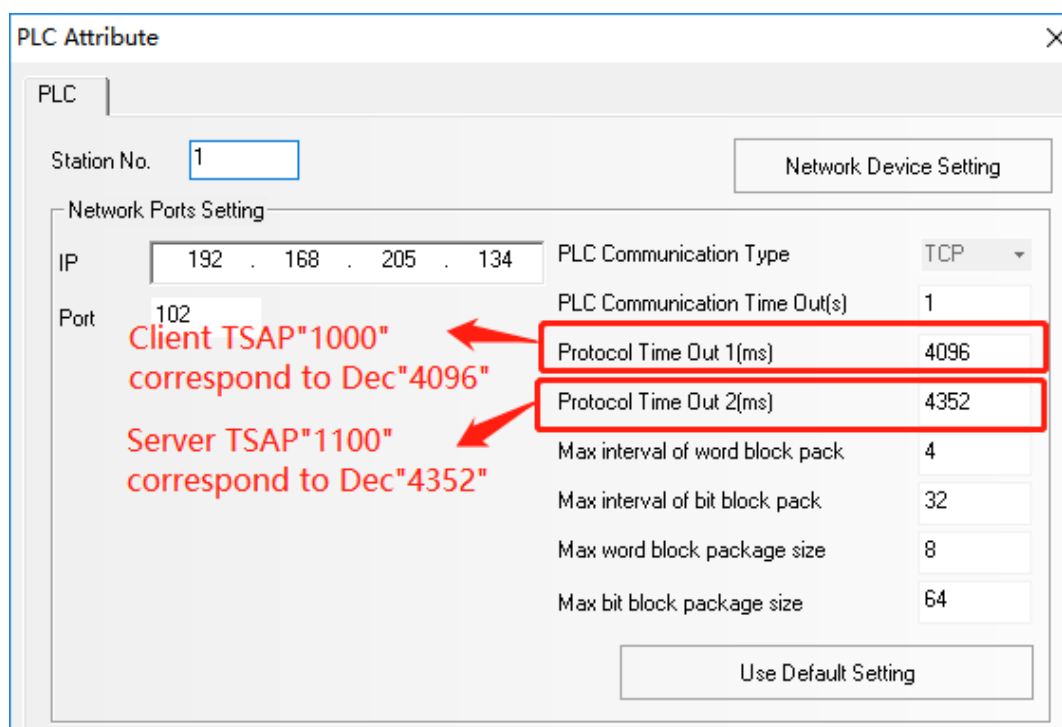 PLC Attribute
PLC
Station No. 1
Network Device Setting
Network Ports Setting
IP 192 . 168 . 205 . 134
Port 102
PLC Communication Type TCP
PLC Communication Time Out(s) 1
Client TSAP"1000"
correspond to Dec"4096"
Protocol Time Out 1(ms) 4096
Protocol Time Out 2(ms) 4352
Server TSAP"1100"
correspond to Dec"4352"
Max interval of word block pack 4
Max interval of bit block pack 32
Max word block package size 8
Max bit block package size 64
Use Default Setting